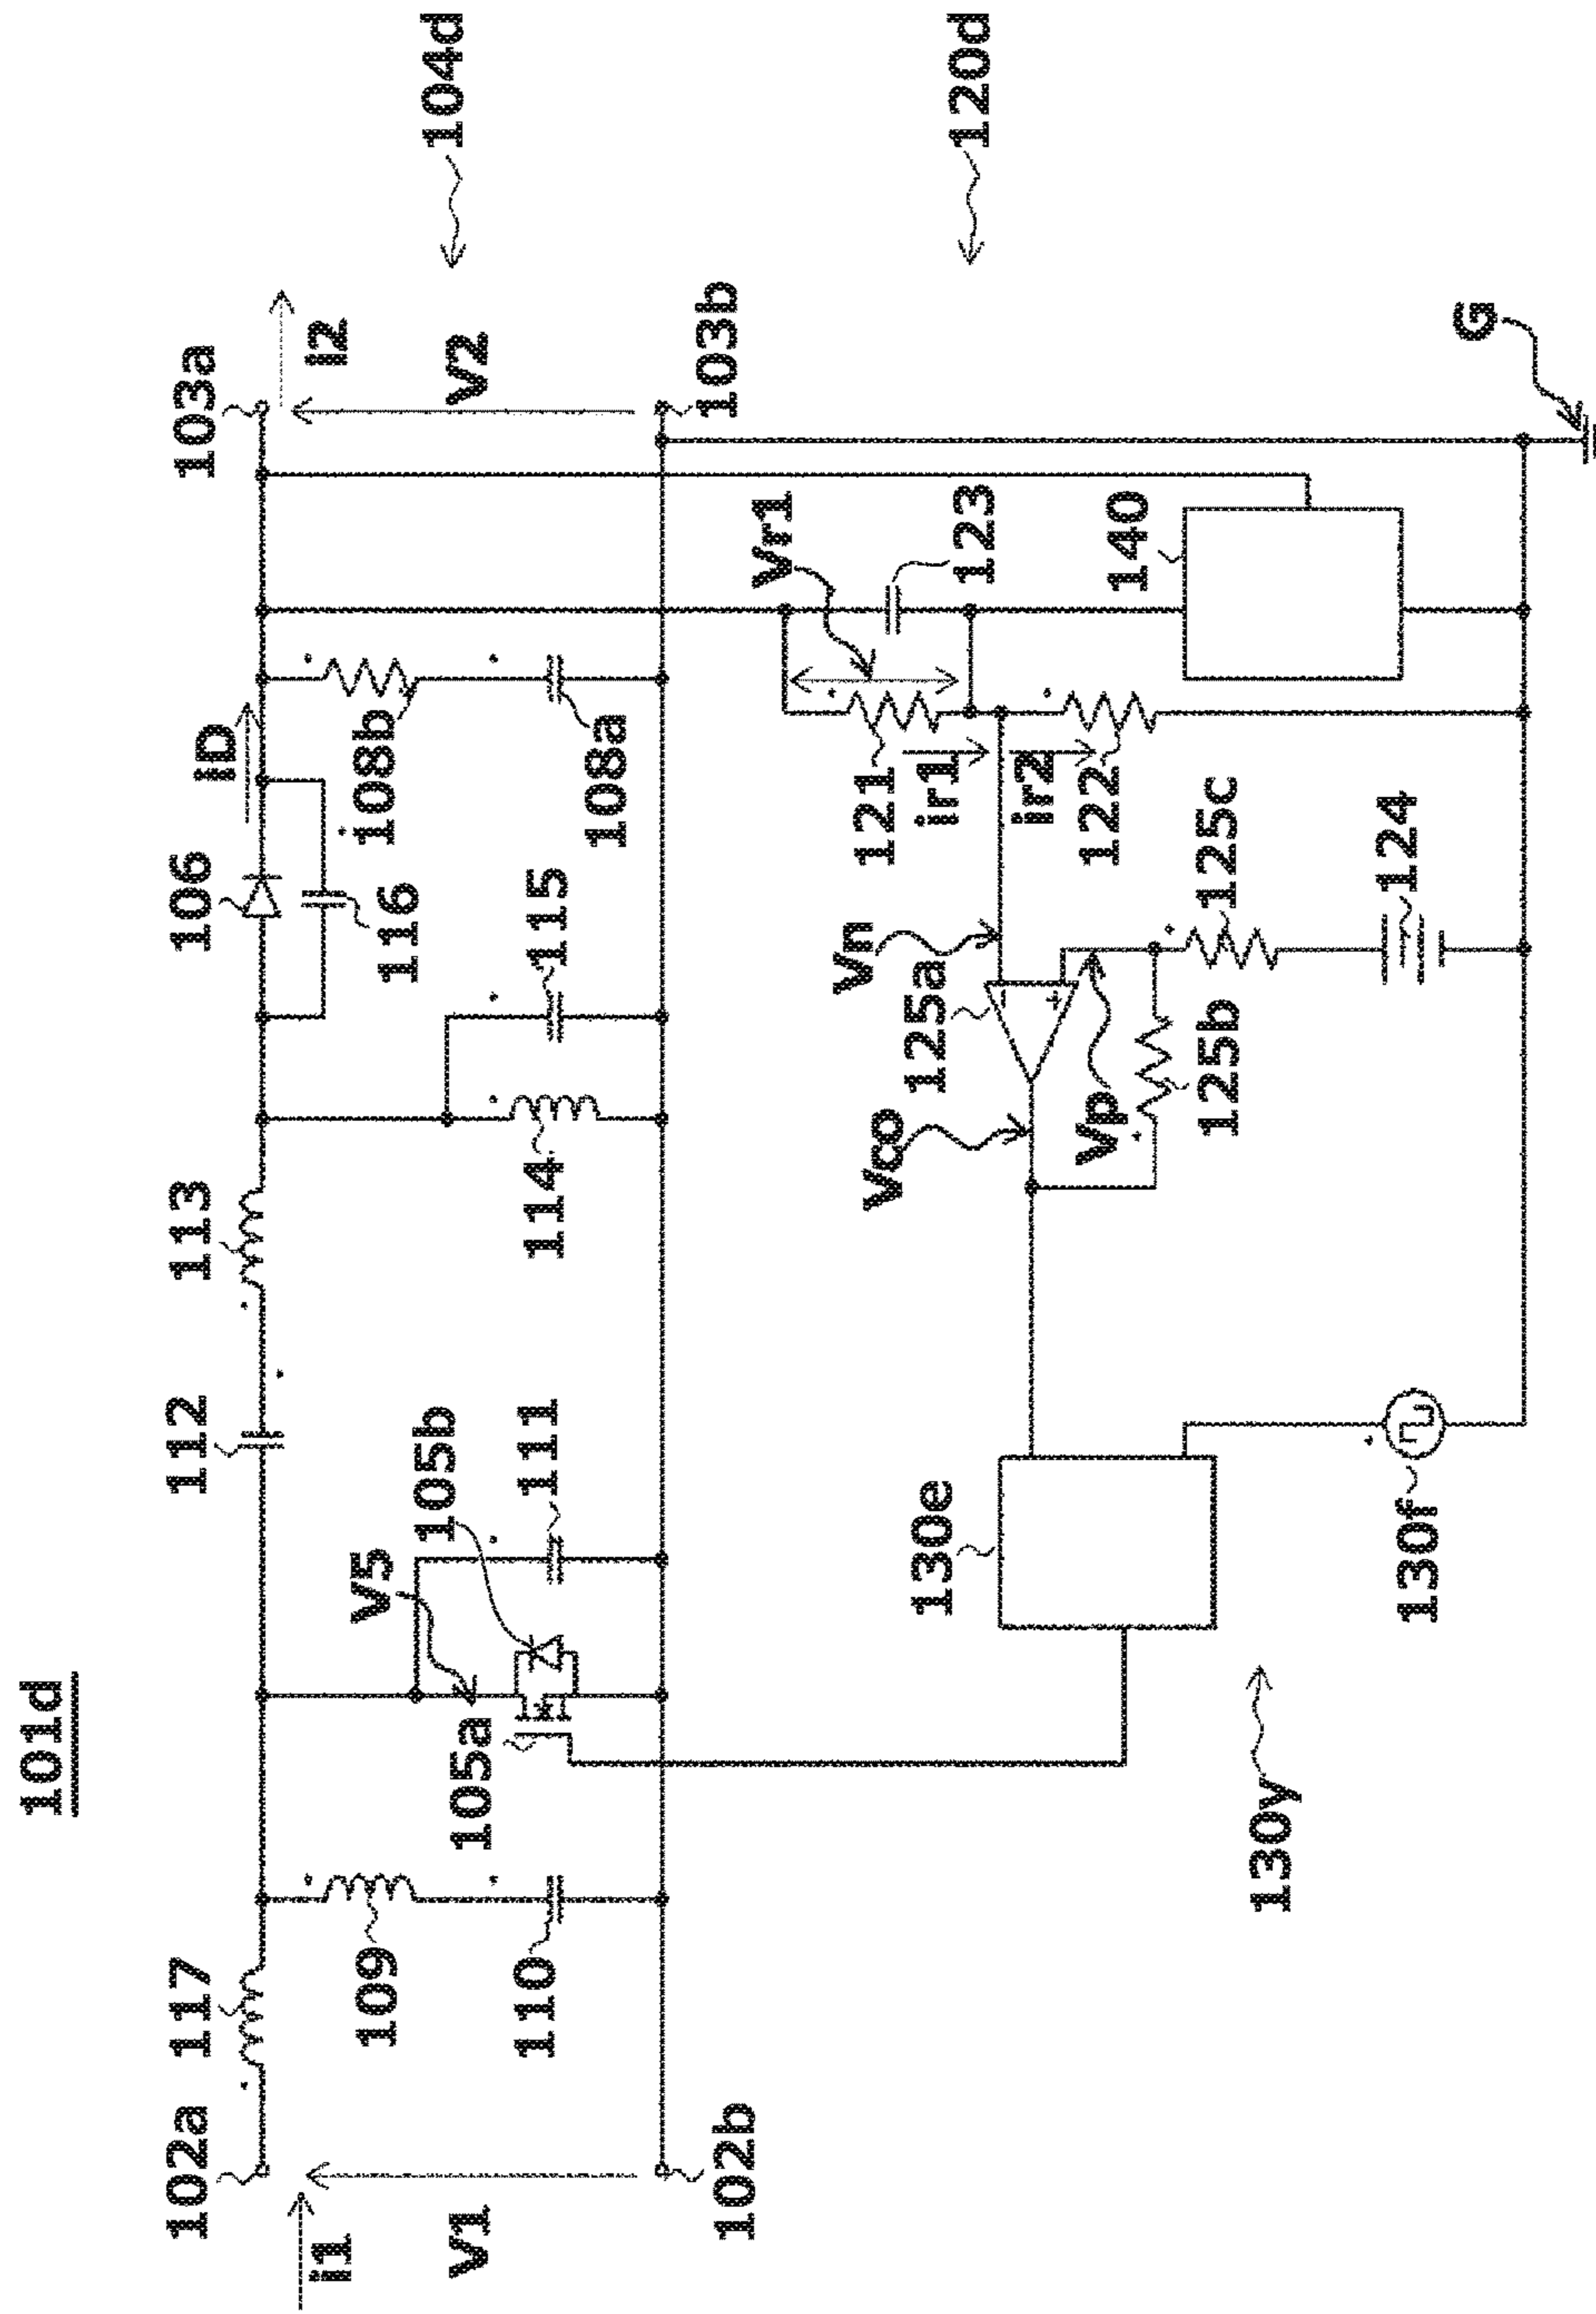 101d
102a
117
112
113
106
iD
103a
i1
V1
109
110
105a
V5
105b
111
114
115
116
108b
108a
i2
V2
104d
102b
103b
Vr1
123
121
ir1
ir2
122
140
120d
Vn
125a
Vco
Vp
125b
125c
124
130e
130f
130y
G